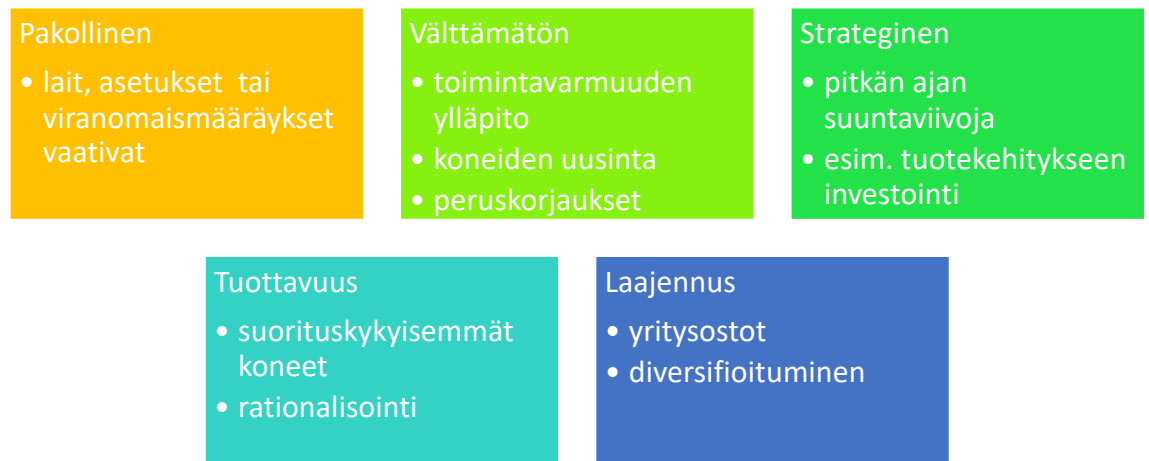 Pakollinen
• lait, asetukset tai
viranomaismääräykset
vaativat
Välttämätön
• toimintavarmuuden
ylläpito
• koneiden uusinta
• peruskorjaukset
Strateginen
• pitkän ajan
suuntaviivoja
• esim. tuotekehitykseen
investointi
Tuottavuus
• suorituskykyisemmät
koneet
• rationalisointi
Laajennus
• yritysostot
• diversifioituminen